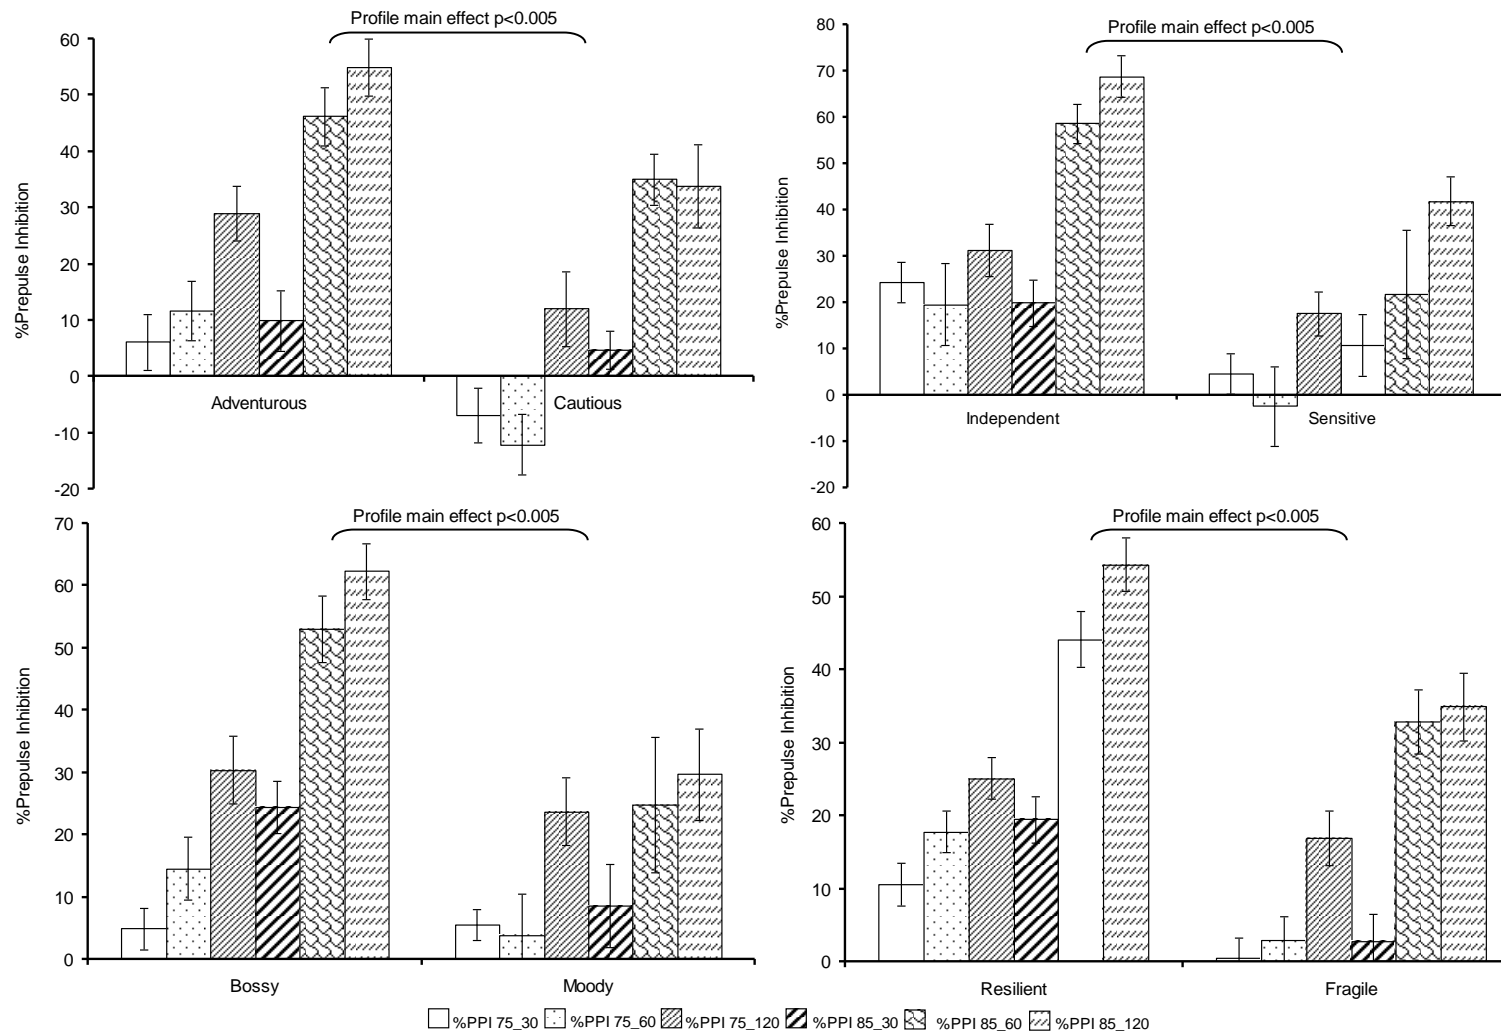 Profile main effect p<0.005
60
50
40
30
20
10
0
-10
-20
%Prepulse Inhibition
Adventurous
Cautious
Profile main effect p<0.005
80
70
60
50
40
30
20
10
0
-10
-20
%Prepulse Inhibition
Independent
Sensitive
Profile main effect p<0.005
70
60
50
40
30
20
10
0
%Prepulse Inhibition
Bossy
Moody
Profile main effect p<0.005
60
50
40
30
20
10
0
%Prepulse Inhibition
Resilient
Fragile
%PPI 75_30 %PPI 75_60 %PPI 75_120 %PPI 85_30 %PPI 85_60 %PPI 85_120